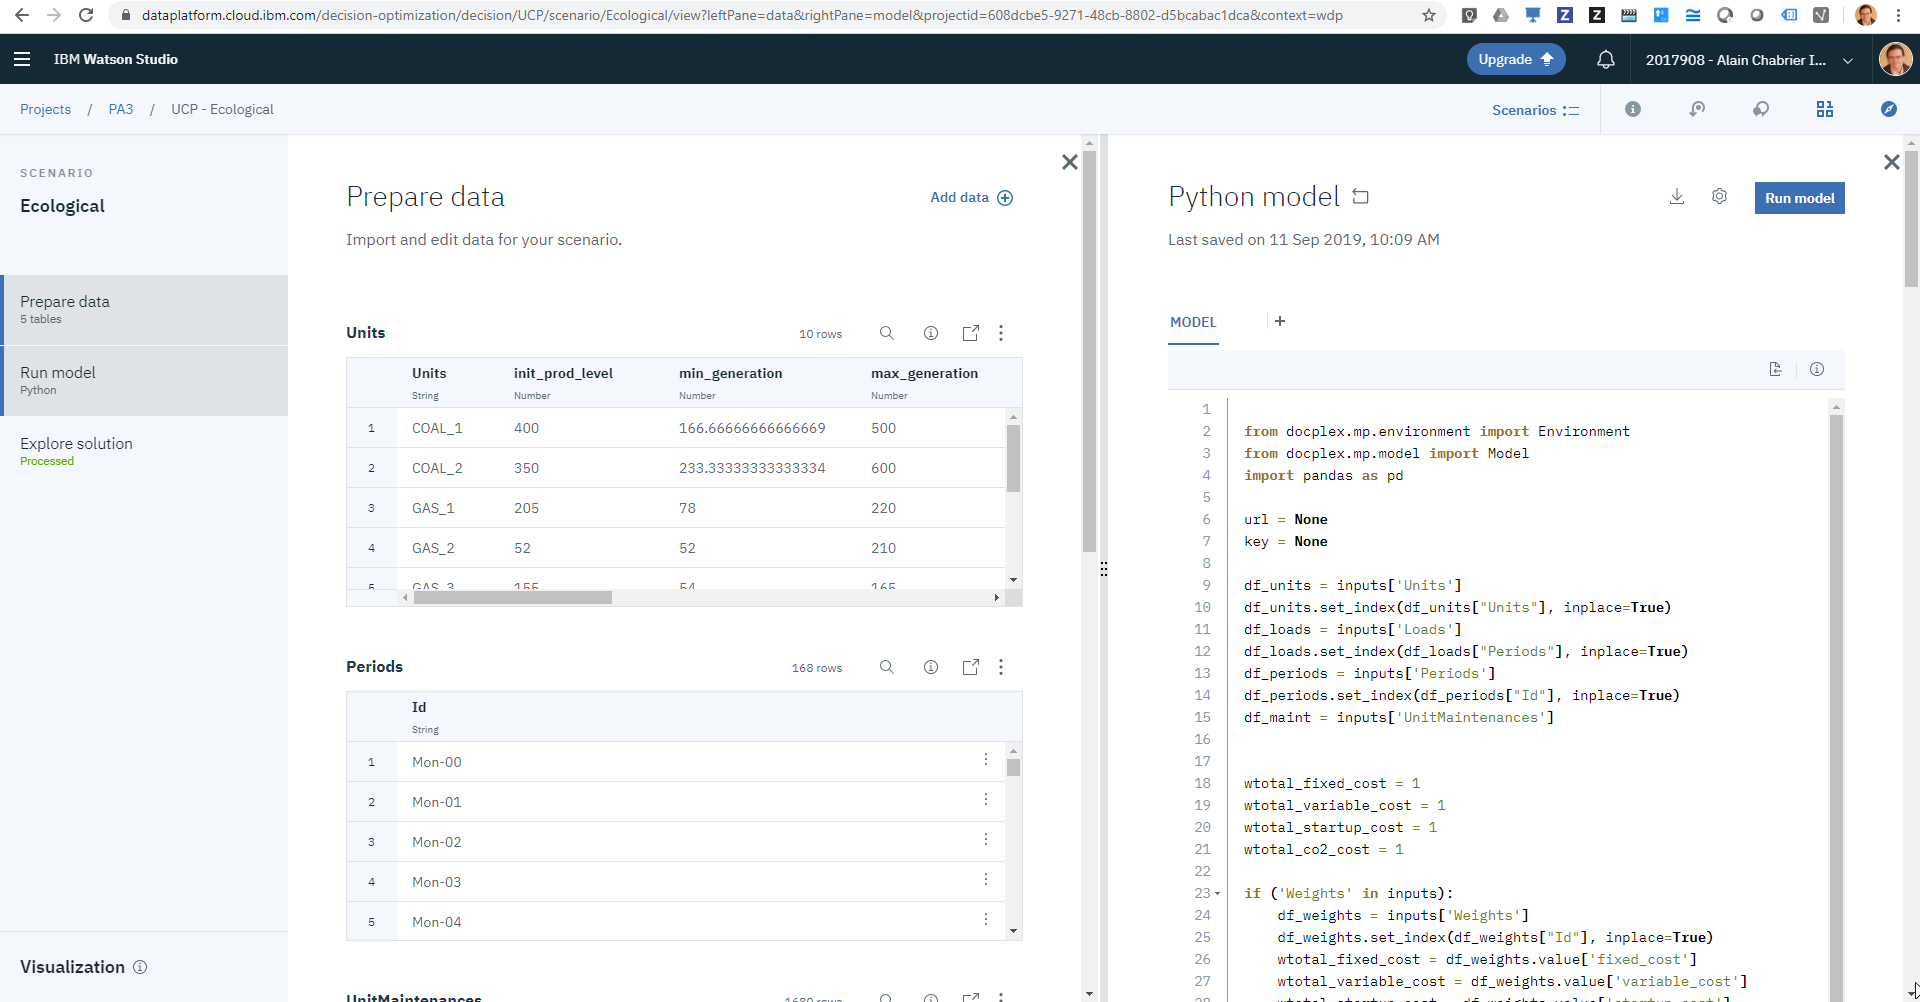 dataplatform.cloud.ibm.com/decision-optimization/decision/UCP/scenario/Ecological/view?leftPane=data&rightPane=model&projectid=608dcbe5-9271-48cb-8802-d5bcabac1dca&context=wdp
IBM Watson Studio
Upgrade
2017908 - Alain Chabrier I...
Projects / PA3 / UCP - Ecological
Scenarios
SCENARIO
Ecological
Prepare data
5 tables
Run model
Python
Explore solution
Processed
Visualization
Prepare data
Add data
Import and edit data for your scenario.
Units
10 rows
Units init_prod_level min_generation max_generation
String Number Number Number
1 COAL_1 400 166.66666666666669 500
2 COAL_2 350 233.33333333333334 600
3 GAS_1 205 78 220
4 GAS_2 52 52 210
5 GAS_3 155 54 165
Periods
168 rows
Id
String
1 Mon-00
2 Mon-01
3 Mon-02
4 Mon-03
5 Mon-04
UnitMaintenances
1680 rows
Python model
Run model
Last saved on 11 Sep 2019, 10:09 AM
MODEL +
1
2 from docplex.mp.environment import Environment
3 from docplex.mp.model import Model
4 import pandas as pd
5
6 url = None
7 key = None
8
9 df_units = inputs['Units']
10 df_units.set_index(df_units["Units"], inplace=True)
11 df_loads = inputs['Loads']
12 df_loads.set_index(df_loads["Periods"], inplace=True)
13 df_periods = inputs['Periods']
14 df_periods.set_index(df_periods["Id"], inplace=True)
15 df_maint = inputs['UnitMaintenances']
16
17
18 wtotal_fixed_cost = 1
19 wtotal_variable_cost = 1
20 wtotal_startup_cost = 1
21 wtotal_co2_cost = 1
22
23 if ('Weights' in inputs):
24 df_weights = inputs['Weights']
25 df_weights.set_index(df_weights["Id"], inplace=True)
26 wtotal_fixed_cost = df_weights.value['fixed_cost']
27 wtotal_variable_cost = df_weights.value['variable_cost']
28 wtotal_startup_cost = df_weights.value['startup_cost']